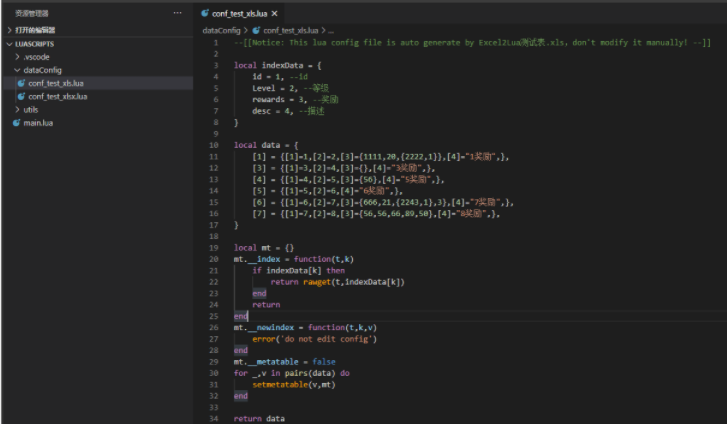 资源管理器
···
打开的编辑器
LUASCRIPTS
.vscode
dataConfig
conf_test_xls.lua
conf_test_xlsx.lua
utils
main.lua
conf_test_xls.lua ×
dataConfig > conf_test_xls.lua > ...
1 --[[Notice: This lua config file is auto generate by Excel2Lua测试表.xls, don't modify it manually! --]]
2
3 local indexData = {
4 id = 1, --id
5 Level = 2, --等级
6 rewards = 3, --奖励
7 desc = 4, --描述
8 }
9
10 local data = {
11 [1] = {[1]=1,[2]=2,[3]={1111,20,{2222,1}},[4]="1奖励",},
12 [3] = {[1]=3,[2]=4,[3]={},[4]="3奖励",},
13 [4] = {[1]=4,[2]=5,[3]={56},[4]="5奖励",},
14 [5] = {[1]=5,[2]=6,[4]="6奖励",},
15 [6] = {[1]=6,[2]=7,[3]={666,21,{2243,1},3},[4]="7奖励",},
16 [7] = {[1]=7,[2]=8,[3]={56,56,66,89,50},[4]="8奖励",},
17 }
18
19 local mt = {}
20 mt.__index = function(t,k)
21 if indexData[k] then
22 return rawget(t,indexData[k])
23 end
24 return
25 end
26 mt.__newindex = function(t,k,v)
27 error('do not edit config')
28 end
29 mt.__metatable = false
30 for _,v in pairs(data) do
31 setmetatable(v,mt)
32 end
33
34 return data